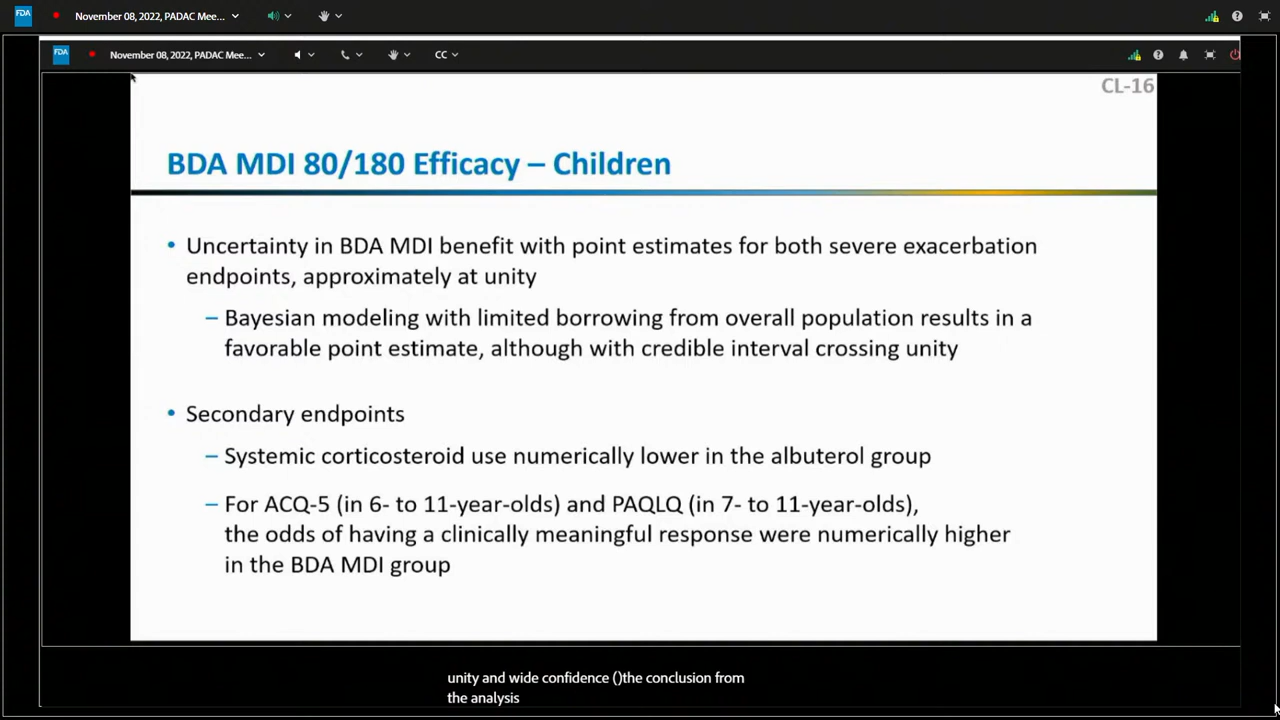 FDA
November 08, 2022, PADAC Mee...
FDA
November 08, 2022, PADAC Mee...
CC
CL-16
BDA MDI 80/180 Efficacy – Children
• Uncertainty in BDA MDI benefit with point estimates for both severe exacerbation
endpoints, approximately at unity
– Bayesian modeling with limited borrowing from overall population results in a
favorable point estimate, although with credible interval crossing unity
• Secondary endpoints
– Systemic corticosteroid use numerically lower in the albuterol group
– For ACQ-5 (in 6- to 11-year-olds) and PAQLQ (in 7- to 11-year-olds),
the odds of having a clinically meaningful response were numerically higher
in the BDA MDI group
unity and wide confidence ()the conclusion from
the analysis